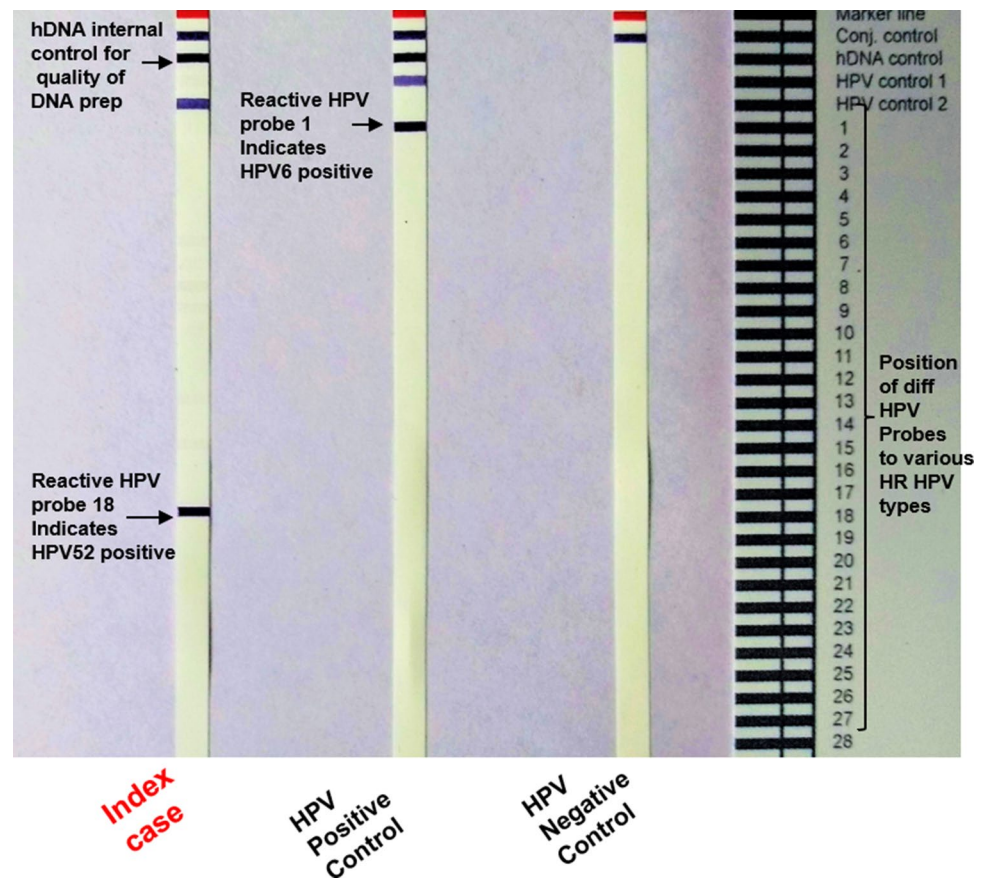 hDNA internal
control for
quality of
DNA prep
Reactive HPV
probe 1
Indicates
HPV6 positive
Reactive HPV
probe 18
Indicates
HPV52 positive
Marker line
Conj. control
hDNA control
HPV control 1
HPV control 2
1
2
3
4
5
6
7
8
9
10
11
12
13
14
15
16
17
18
19
20
21
22
23
24
25
26
27
28
Position
of diff
HPV
Probes
to various
HR HPV
types
Index
case
HPV
Positive
Control
HPV
Negative
Control